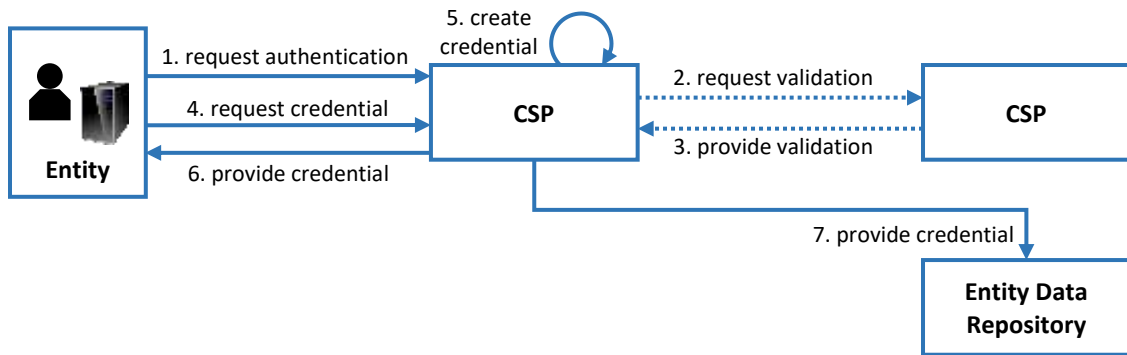 5. create
credential
1. request authentication
2. request validation
4. request credential
CSP
CSP
3. provide validation
Entity
6. provide credential
7. provide credential
Entity Data
Repository